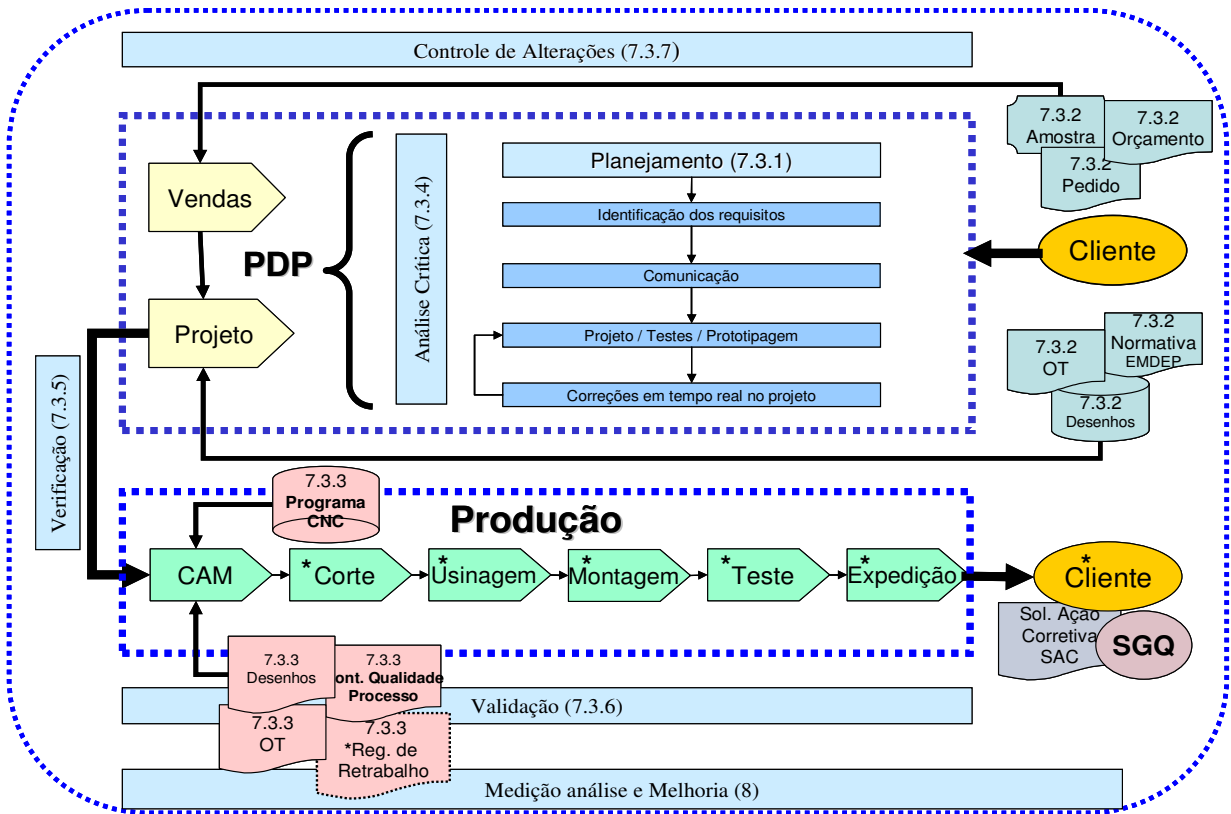 Controle de Alterações (7.3.7)
7.3.2
Amostra
7.3.2
Orçamento
7.3.2
Pedido
Vendas
PDP
Análise Crítica (7.3.4)
Planejamento (7.3.1)
Identificação dos requisitos
Comunicação
Projeto / Testes / Prototipagem
Correções em tempo real no projeto
Cliente
Projeto
7.3.2
OT
7.3.2
Normativa
EMDEP
7.3.2
Desenhos
Verificação (7.3.5)
7.3.3
Programa
CNC
Produção
CAM
*Corte
*Usinagem
*Montagem
*Teste
*Expedição
*Cliente
Sol. Ação
Corretiva
SAC
SGQ
7.3.3
Desenhos
7.3.3
ont. Qualidade
Processo
Validação (7.3.6)
7.3.3
OT
7.3.3
*Reg. de
Retrabalho
Medição análise e Melhoria (8)